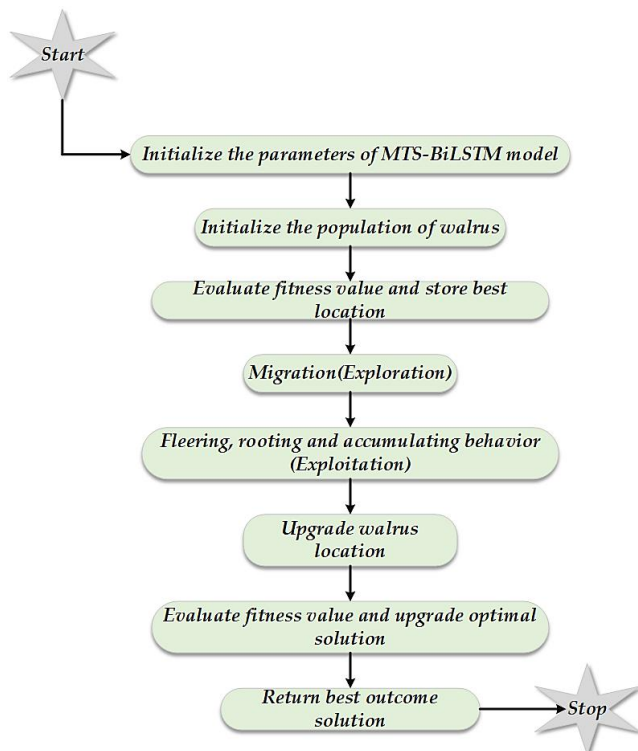 Start
Initialize the parameters of MTS-BiLSTM model
Initialize the population of walrus
Evaluate fitness value and store best
location
Migration(Exploration)
Fleering, rooting and accumulating behavior
(Exploitation)
Upgrade walrus
location
Evaluate fitness value and upgrade optimal
solution
Return best outcome
solution
Stop